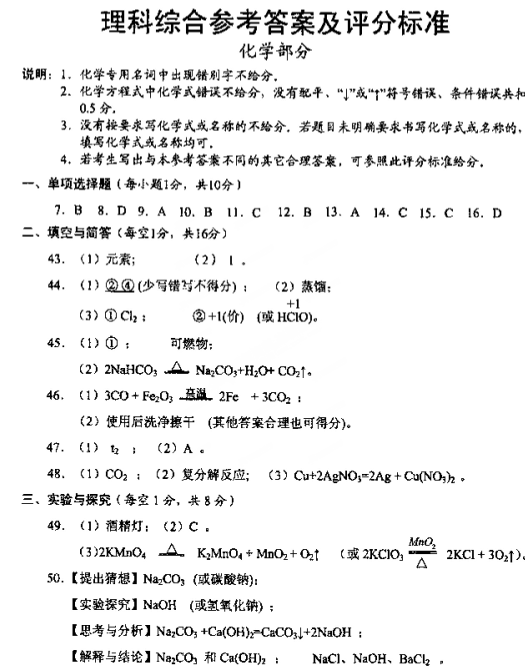 理科综合参考答案及评分标准
化学部分
说明：1．化学专用名词中出现错别字不给分．
2．化学方程式中化学式错误不给分，没有配平、“↓”或“↑”符号错误、条件错误共扣
0.5 分．
3．没有按要求写化学式或名称的不给分．若题目未明确要求书写化学式或名称的，
填写化学式或名称均可．
4．若考生写出与本参考答案不同的其它合理答案，可参照此评分标准给分．
一、单项选择题（每小题1分，共10分）
7．B 8．D 9．A 10．B 11．C 12．B 13．A 14．C 15．C 16．D
二、填空与简答（每空1分，共16分）
43．（1）元素； （2） 1 。
44．（1）②④ (少写错写不得分)； （2）蒸馏；
+1
（3）① Cl₂； ②+1(价) （或 HClO）。
45．（1）①； 可燃物；
（2）2NaHCO₃ △ Na₂CO₃+H₂O+ CO₂↑。
46．（1）3CO + Fe₂O₃ 高温 2Fe + 3CO₂；
（2）使用后洗净擦干 （其他答案合理也可得分）。
47．（1） t₂ ； （2）A 。
48．（1）CO₂；（2）复分解反应； （3）Cu+2AgNO₃=2Ag + Cu(NO₃)₂ 。
三、实验与探究（每空 1 分，共 8 分）
49．（1）酒精灯；（2）C 。
(3)2KMnO₄ △ K₂MnO₄ + MnO₂ + O₂↑ （或 2KClO₃ MnO₂ △ 2KCl + 3O₂↑）。
50．【提出猜想】Na₂CO₃ (或碳酸钠)；
【实验探究】NaOH （或氢氧化钠）；
【思考与分析】Na₂CO₃ +Ca(OH)₂=CaCO₃↓+2NaOH；
【解释与结论】Na₂CO₃ 和 Ca(OH)₂； NaCl、NaOH、BaCl₂ 。